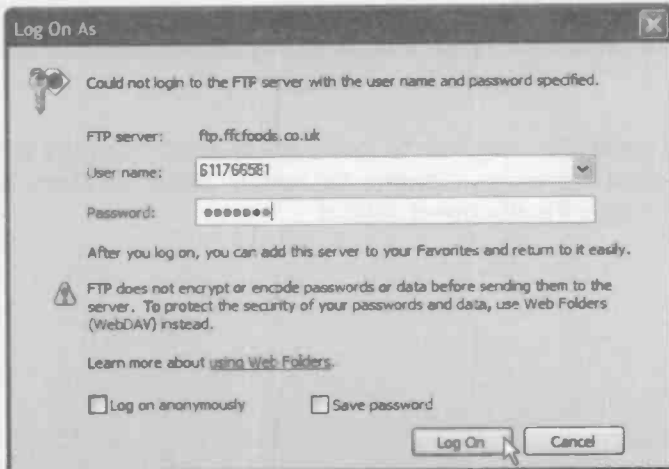 Log On As
Could not login to the FTP server with the user name and password specified.
FTP server: ftp.ffcfoods.co.uk
User name: 611766581
Password: ●●●●●●●
After you log on, you can add this server to your Favorites and return to it easily.
FTP does not encrypt or encode passwords or data before sending them to the
server. To protect the security of your passwords and data, use Web Folders
(WebDAV) instead.
Learn more about using Web Folders.
Log on anonymously Save password
Log On Cancel